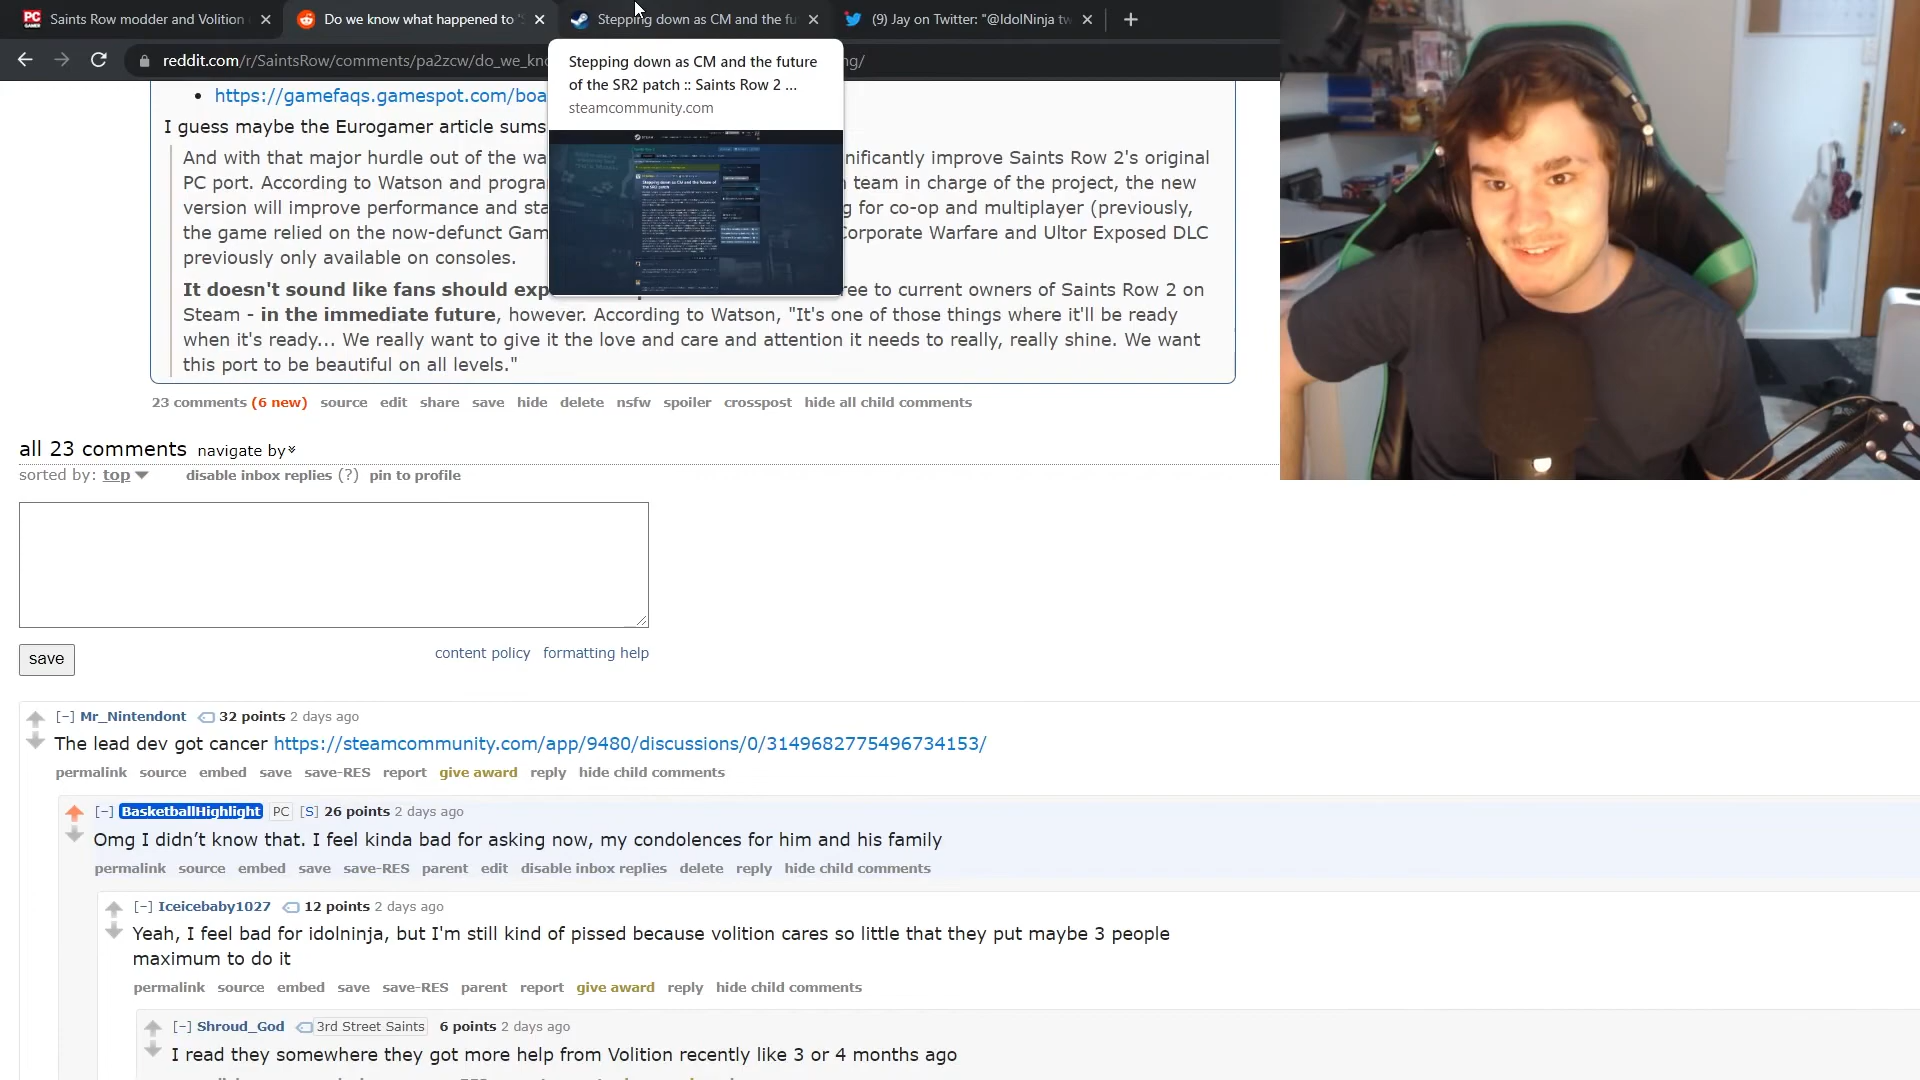 Saints Row modder and Volition
Do we know what happened to 'S
Stepping down as CM and the fu
(9) Jay on Twitter: "@IdolNinja tw
reddit.com/r/SaintsRow/comments/pa2zcw/do_we_kno
ng/
Stepping down as CM and the future
of the SR2 patch :: Saints Row 2 ...
steamcommunity.com
https://gamefaqs.gamespot.com/boa
I guess maybe the Eurogamer article sums
And with that major hurdle out of the wa nificantly improve Saints Row 2's original
PC port. According to Watson and progran team in charge of the project, the new
version will improve performance and sta g for co-op and multiplayer (previously,
the game relied on the now-defunct Gam Corporate Warfare and Ultor Exposed DLC
previously only available on consoles.
It doesn't sound like fans should exp ree to current owners of Saints Row 2 on
Steam - in the immediate future, however. According to Watson, "It's one of those things where it'll be ready
when it's ready... We really want to give it the love and care and attention it needs to really, really shine. We want
this port to be beautiful on all levels."
23 comments (6 new) source edit share save hide delete nsfw spoiler crosspost hide all child comments
all 23 comments navigate by
sorted by: top disable inbox replies (?) pin to profile
save
content policy formatting help
[–] Mr_Nintendont 32 points 2 days ago
The lead dev got cancer https://steamcommunity.com/app/9480/discussions/0/3149682775496734153/
permalink source embed save save-RES report give award reply hide child comments
[–] BasketballHighlight PC [S] 26 points 2 days ago
Omg I didn't know that. I feel kinda bad for asking now, my condolences for him and his family
permalink source embed save save-RES parent edit disable inbox replies delete reply hide child comments
[–] Iceicebaby1027 12 points 2 days ago
Yeah, I feel bad for idolninja, but I'm still kind of pissed because volition cares so little that they put maybe 3 people
maximum to do it
permalink source embed save save-RES parent report give award reply hide child comments
[–] Shroud_God 3rd Street Saints 6 points 2 days ago
I read they somewhere they got more help from Volition recently like 3 or 4 months ago